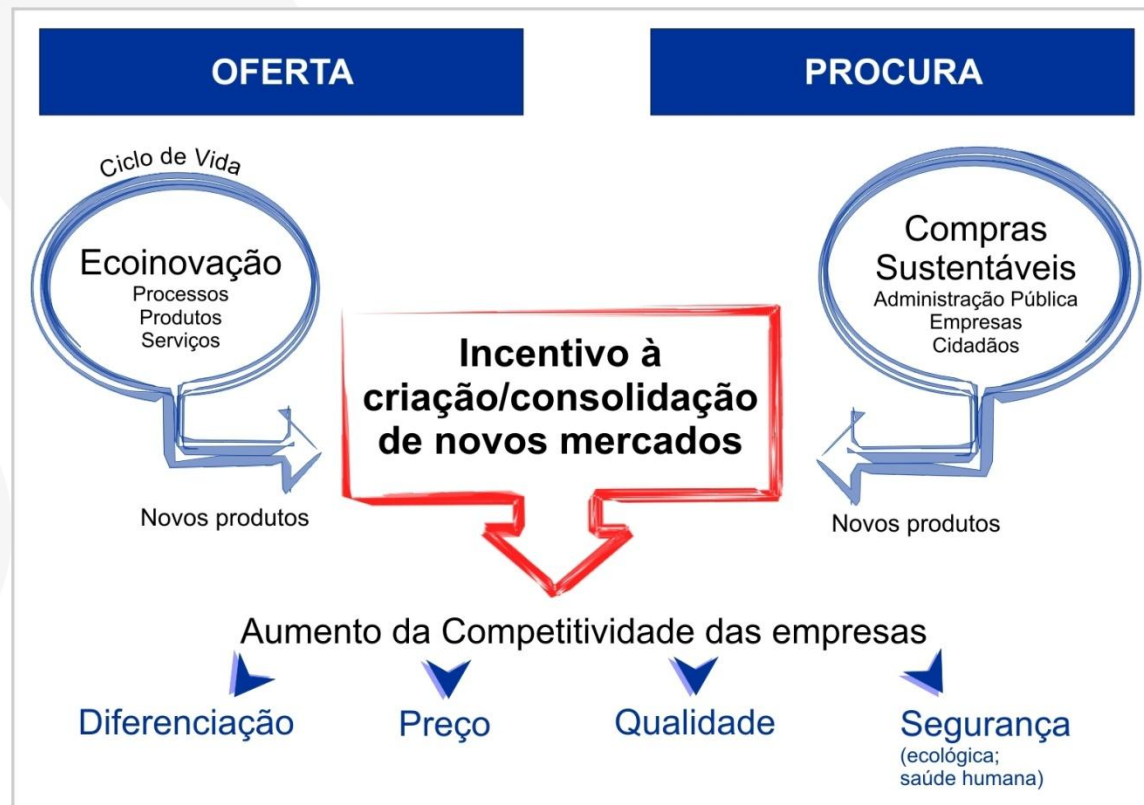 OFERTA
PROCURA
Ciclo de Vida
Ecoinovação
Processos
Produtos
Serviços
Novos produtos
Compras
Sustentáveis
Administração Pública
Empresas
Cidadãos
Novos produtos
Incentivo à
criação/consolidação
de novos mercados
Aumento da Competitividade das empresas
Diferenciação
Preço
Qualidade
Segurança
(ecológica;
saúde humana)